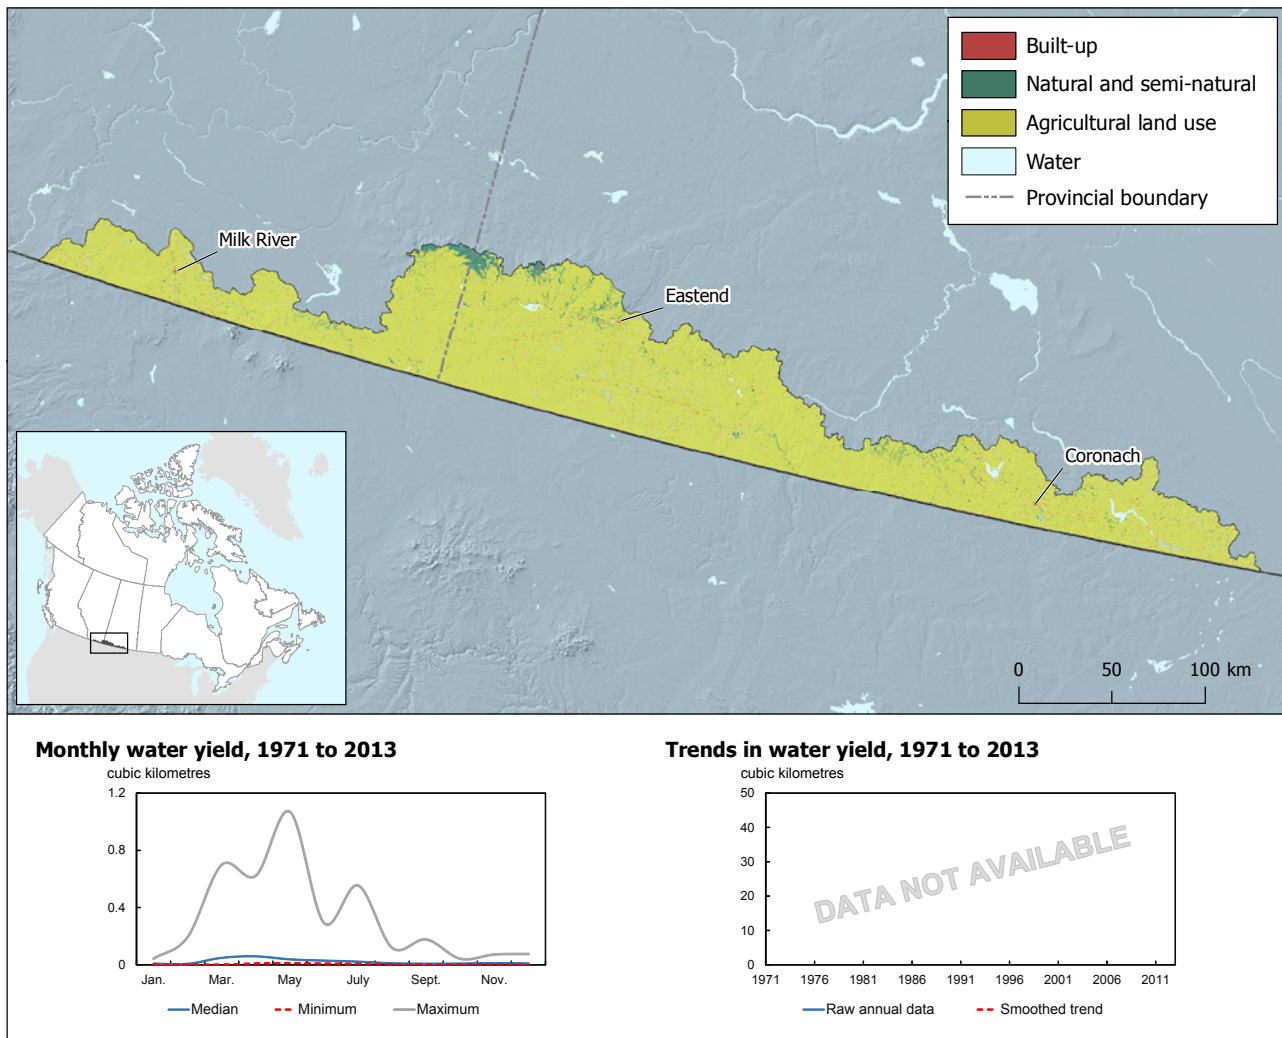 Built-up
Natural and semi-natural
Agricultural land use
Water
Provincial boundary
Milk River
Eastend
Coronach
0 50 100 km
Monthly water yield, 1971 to 2013
cubic kilometres
1.2
0.8
0.4
0
Jan. Mar. May July Sept. Nov.
Median Minimum Maximum
Trends in water yield, 1971 to 2013
cubic kilometres
50
40
30
20
10
0
DATA NOT AVAILABLE
1971 1976 1981 1986 1991 1996 2001 2006 2011
Raw annual data Smoothed trend